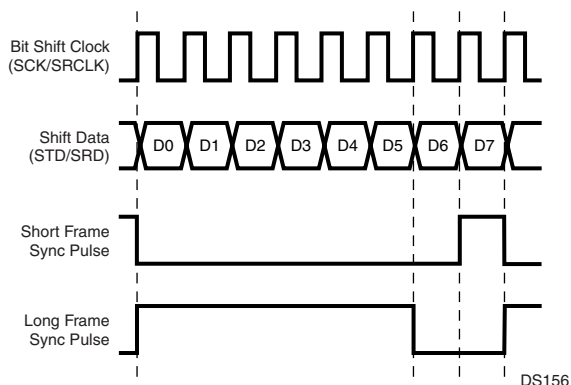 Bit Shift Clock
(SCK/SRCLK)
Shift Data
(STD/SRD)
D0 D1 D2 D3 D4 D5 D6 D7
Short Frame
Sync Pulse
Long Frame
Sync Pulse
DS156